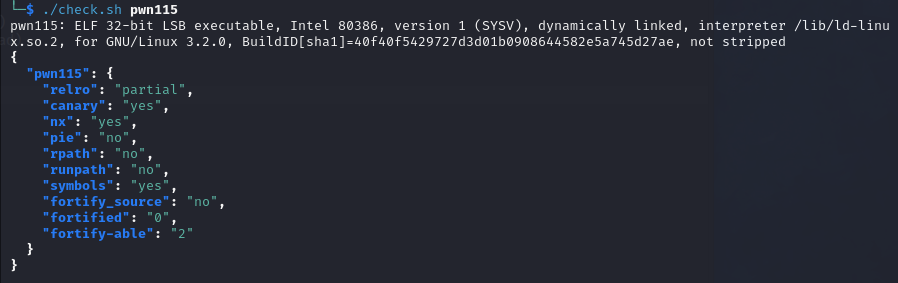 └─$ ./check.sh pwn115
pwn115: ELF 32-bit LSB executable, Intel 80386, version 1 (SYSV), dynamically linked, interpreter /lib/ld-linu
x.so.2, for GNU/Linux 3.2.0, BuildID[sha1]=40f40f5429727d3d01b0908644582e5a745d27ae, not stripped
{
  "pwn115": {
    "relro": "partial",
    "canary": "yes",
    "nx": "yes",
    "pie": "no",
    "rpath": "no",
    "runpath": "no",
    "symbols": "yes",
    "fortify_source": "no",
    "fortified": "0",
    "fortify-able": "2"
  }
}